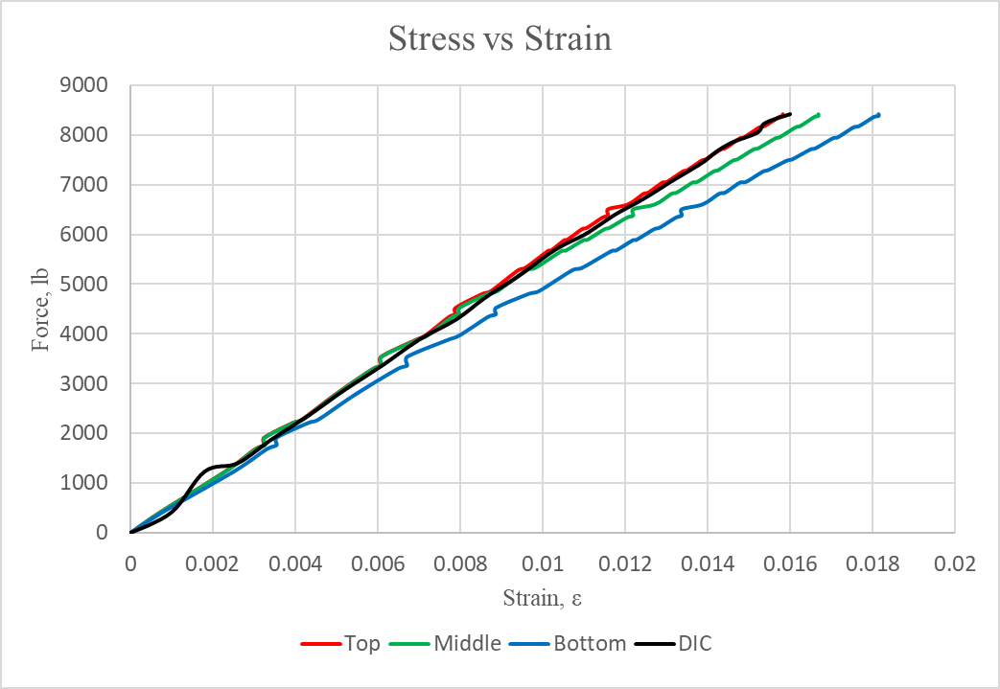 Stress vs Strain
9000
8000
7000
6000
5000
4000
3000
2000
1000
0
Force, lb
0 0.002 0.004 0.006 0.008 0.01 0.012 0.014 0.016 0.018 0.02
Strain, ε
Top Middle Bottom DIC